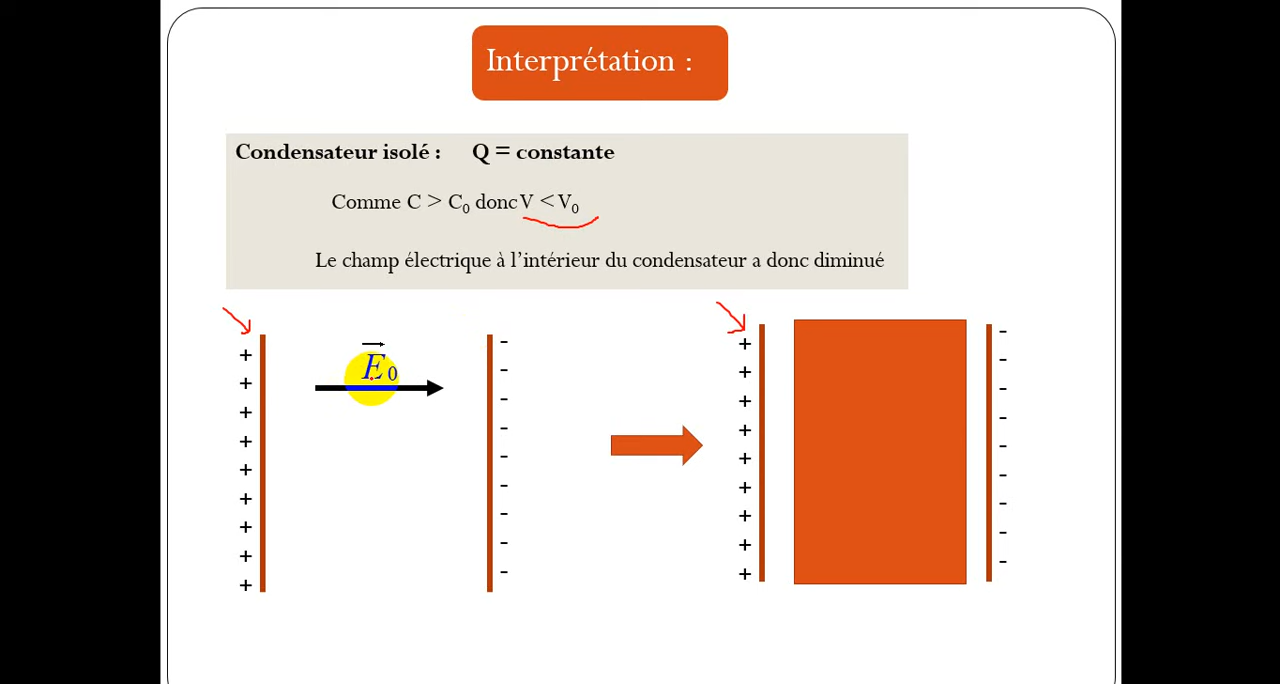 Interprétation :
Condensateur isolé : Q = constante
Comme C > C₀ donc V < V₀
Le champ électrique à l'intérieur du condensateur a donc diminué
E₀
+ + + + + + + + +
- - - - - - - - -
+ + + + + + + + +
- - - - - - - - -